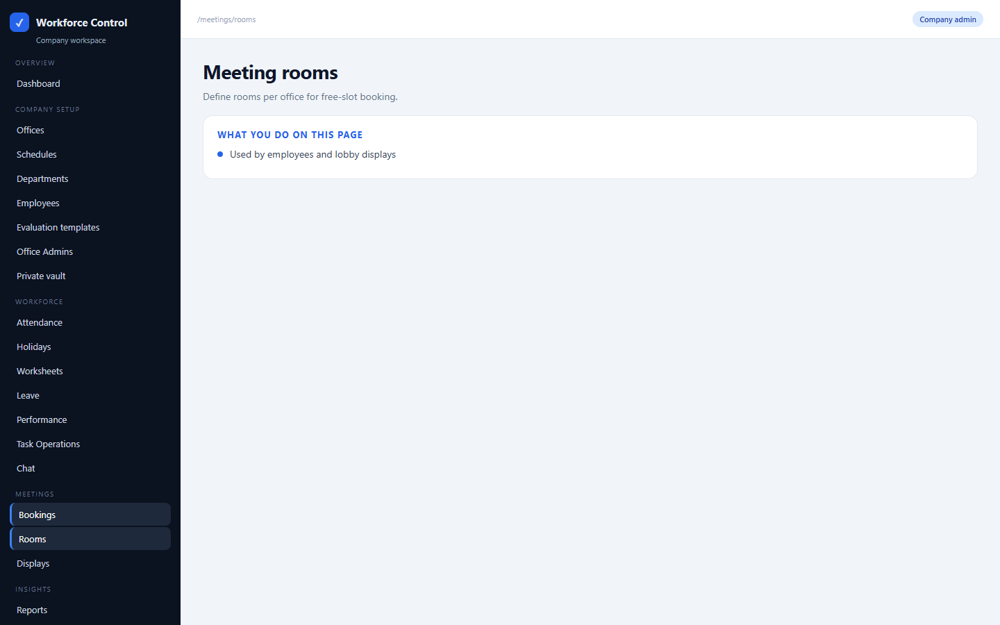 Workforce Control
Company workspace
OVERVIEW
Dashboard
COMPANY SETUP
Offices
Schedules
Departments
Employees
Evaluation templates
Office Admins
Private vault
WORKFORCE
Attendance
Holidays
Worksheets
Leave
Performance
Task Operations
Chat
MEETINGS
Bookings
Rooms
Displays
INSIGHTS
Reports
/meetings/rooms
Company admin
Meeting rooms
Define rooms per office for free-slot booking.
WHAT YOU DO ON THIS PAGE
Used by employees and lobby displays